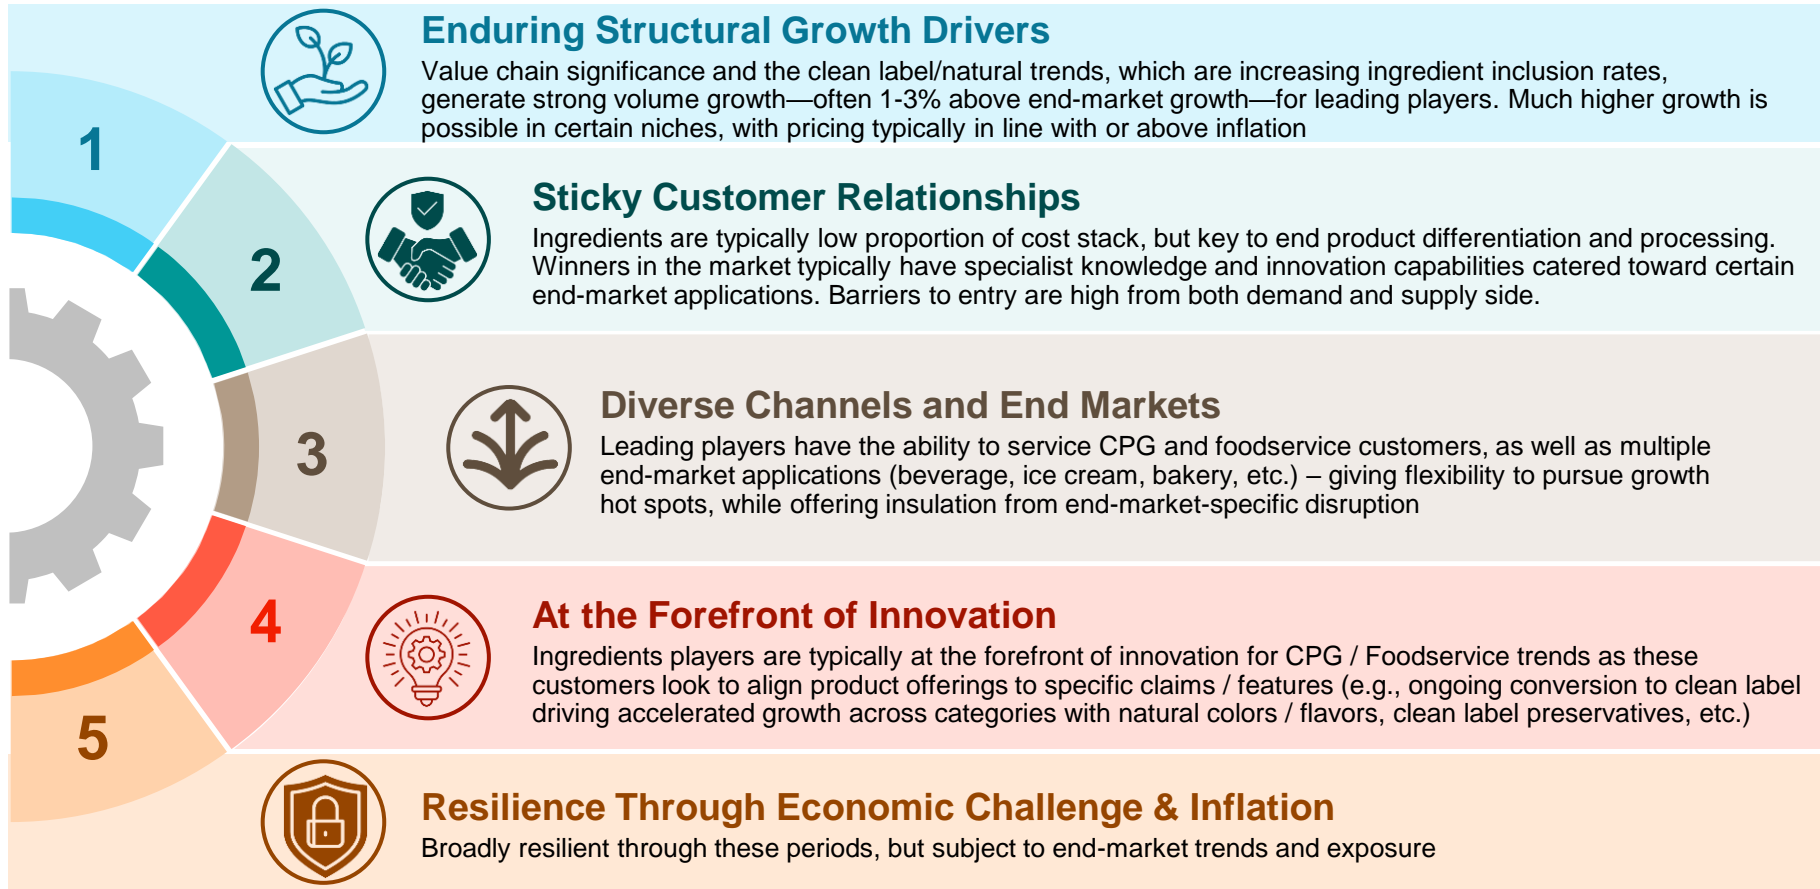 1
Enduring Structural Growth Drivers
Value chain significance and the clean label/natural trends, which are increasing ingredient inclusion rates,
generate strong volume growth—often 1-3% above end-market growth—for leading players. Much higher growth is
possible in certain niches, with pricing typically in line with or above inflation
2
Sticky Customer Relationships
Ingredients are typically low proportion of cost stack, but key to end product differentiation and processing.
Winners in the market typically have specialist knowledge and innovation capabilities catered toward certain
end-market applications. Barriers to entry are high from both demand and supply side.
3
Diverse Channels and End Markets
Leading players have the ability to service CPG and foodservice customers, as well as multiple
end-market applications (beverage, ice cream, bakery, etc.) – giving flexibility to pursue growth
hot spots, while offering insulation from end-market-specific disruption
4
At the Forefront of Innovation
Ingredients players are typically at the forefront of innovation for CPG / Foodservice trends as these
customers look to align product offerings to specific claims / features (e.g., ongoing conversion to clean label
driving accelerated growth across categories with natural colors / flavors, clean label preservatives, etc.)
5
Resilience Through Economic Challenge & Inflation
Broadly resilient through these periods, but subject to end-market trends and exposure